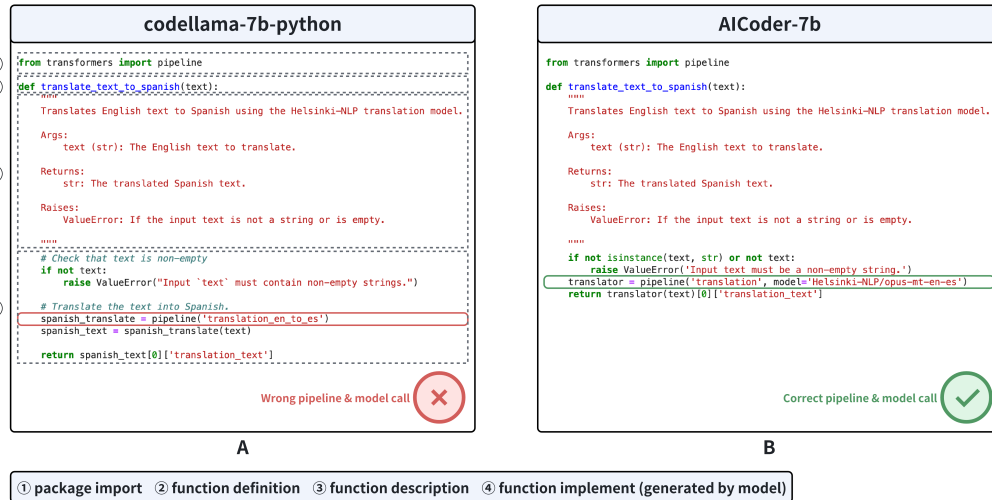 codellama-7b-python
from transformers import pipeline
def translate_text_to_spanish(text):
"""
Translates English text to Spanish using the Helsinki-NLP translation model.
Args:
text (str): The English text to translate.
Returns:
str: The translated Spanish text.
Raises:
ValueError: If the input text is not a string or is empty.
"""
# Check that text is non-empty
if not text:
raise ValueError("Input `text` must contain non-empty strings.")
# Translate the text into Spanish.
spanish_translate = pipeline('translation_en_to_es')
spanish_text = spanish_translate(text)
return spanish_text[0]['translation_text']
Wrong pipeline & model call
A
AICoder-7b
from transformers import pipeline
def translate_text_to_spanish(text):
"""
Translates English text to Spanish using the Helsinki-NLP translation model.
Args:
text (str): The English text to translate.
Returns:
str: The translated Spanish text.
Raises:
ValueError: If the input text is not a string or is empty.
"""
if not isinstance(text, str) or not text:
raise ValueError('Input text must be a non-empty string.')
translator = pipeline('translation', model='Helsinki-NLP/opus-mt-en-es')
return translator(text)[0]['translation_text']
Correct pipeline & model call
B
① package import ② function definition ③ function description ④ function implement (generated by model)